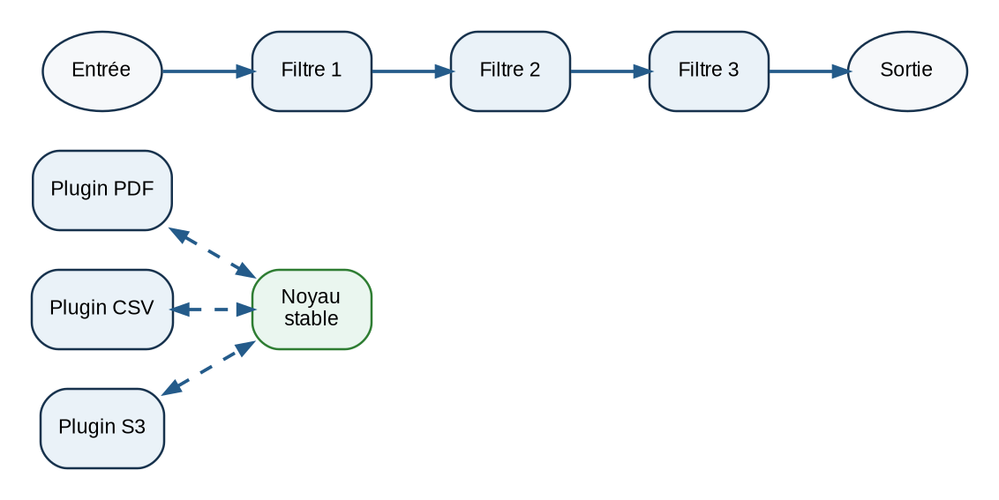 Entrée
Filtre 1
Filtre 2
Filtre 3
Sortie
Plugin PDF
Plugin CSV
Noyau
stable
Plugin S3